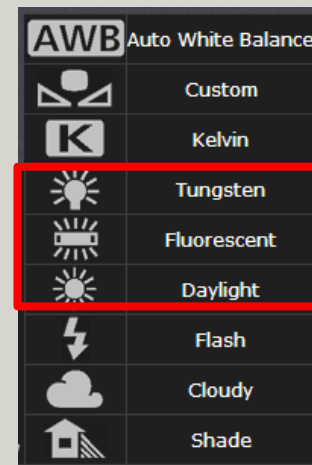 AWB Auto White Balance
Custom
K Kelvin
Tungsten
Fluorescent
Daylight
Flash
Cloudy
Shade